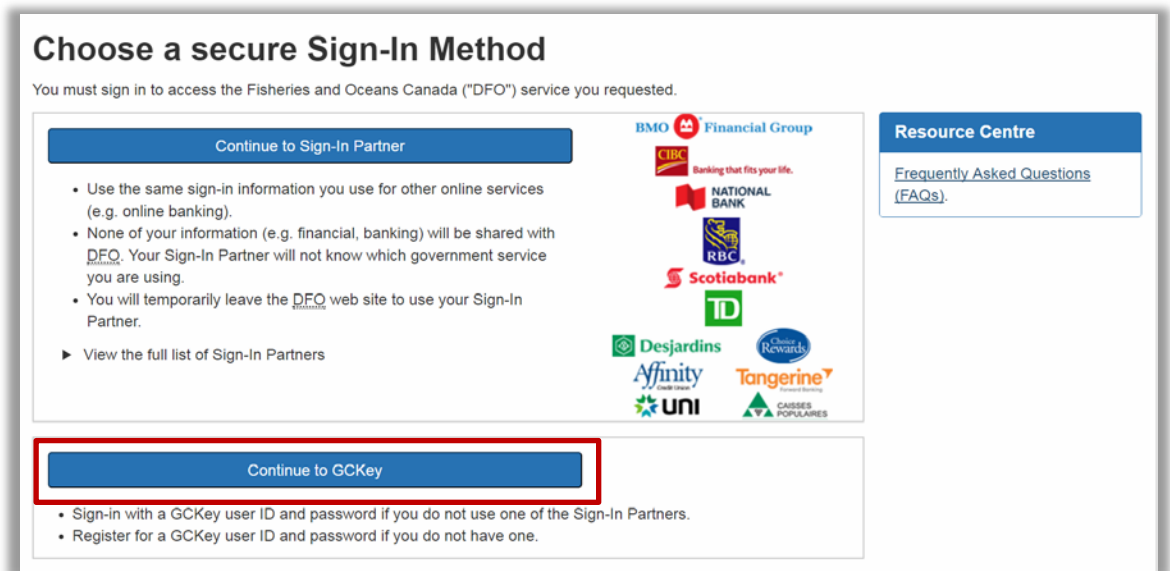 Choose a secure Sign-In Method
You must sign in to access the Fisheries and Oceans Canada ("DFO") service you requested.
Continue to Sign-In Partner
• Use the same sign-in information you use for other online services
(e.g. online banking).
• None of your information (e.g. financial, banking) will be shared with
DFO. Your Sign-In Partner will not know which government service
you are using.
• You will temporarily leave the DFO web site to use your Sign-In
Partner.
► View the full list of Sign-In Partners
BMO Financial Group
CIBC
Banking that fits your life.
NATIONAL
BANK
RBC
Scotiabank
TD
Desjardins
Choice
Rewards
Affinity
Credit Union
Tangerine
Forward Banking
UNI
CAISSES
POPULAIRES
Resource Centre
Frequently Asked Questions
(FAQs).
Continue to GCKey
• Sign-in with a GCKey user ID and password if you do not use one of the Sign-In Partners.
• Register for a GCKey user ID and password if you do not have one.